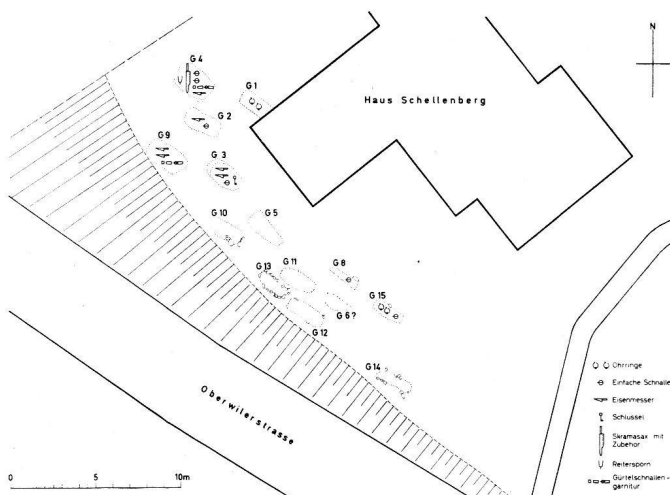 G 4
G 1
Haus Schellenberg
N
G 2
G 9
G 3
G 10
G 5
G 13
G 11
G 8
G 15
G 6?
G 12
G 14
Oberwilerstrasse
0 5 10m
Ohrringe
Einfache Schnalle
Eisenmesser
Schlüssel
Skramasax mit
Zubehör
Reitersporn
Gürtelschnallen-
garnitur